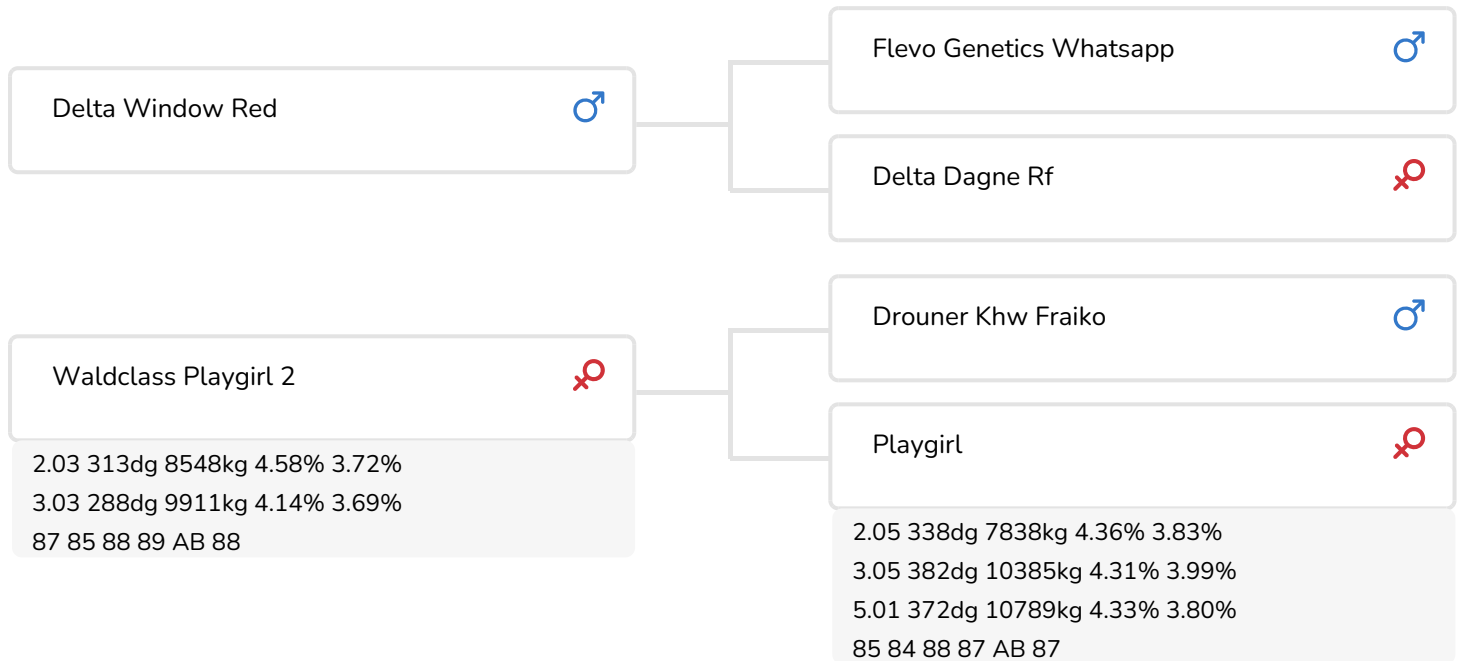 Delta Window Red
Flevo Genetics Whatsapp
Delta Dagne Rf
Waldclass Playgirl 2
2.03 313dg 8548kg 4.58% 3.72%
3.03 288dg 9911kg 4.14% 3.69%
87 85 88 89 AB 88
Drouner Khw Fraiko
Playgirl
2.05 338dg 7838kg 4.36% 3.83%
3.05 382dg 10385kg 4.31% 3.99%
5.01 372dg 10789kg 4.33% 3.80%
85 84 88 87 AB 87